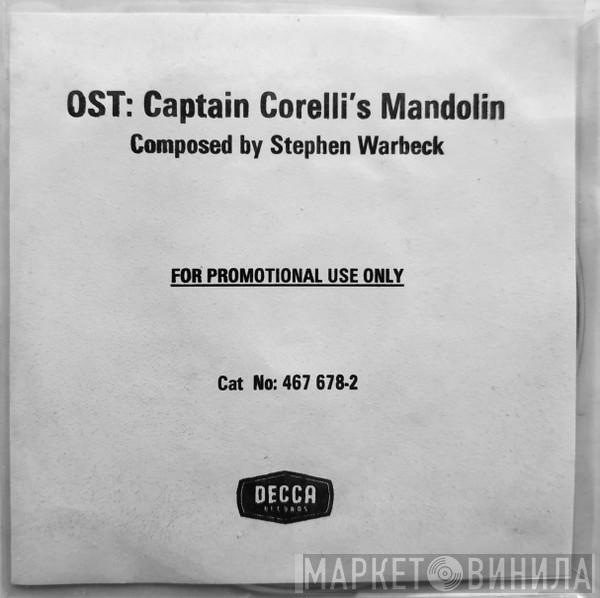 OST: Captain Corelli's Mandolin
Composed by Stephen Warbeck
FOR PROMOTIONAL USE ONLY
Cat No: 467 678-2
DECCA
RECORDS
МАРКЕТ ВИНИЛА